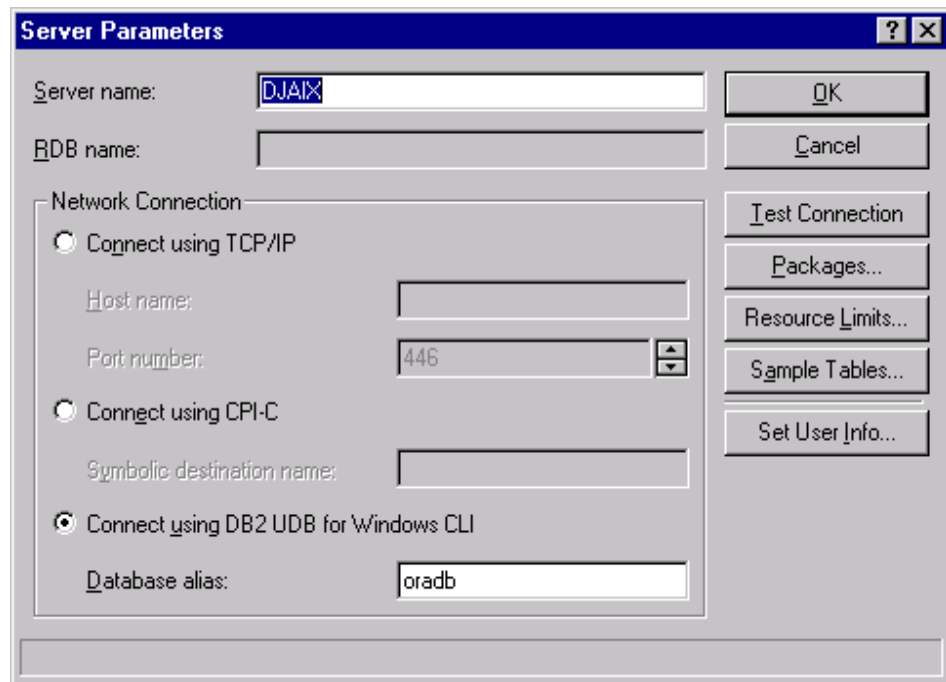 Server Parameters
Server name: DJAIX
OK
RDB name:
Cancel
Network Connection
Test Connection
Connect using TCP/IP
Packages...
Host name:
Resource Limits...
Port number: 446
Sample Tables...
Connect using CPI-C
Set User Info...
Symbolic destination name:
Connect using DB2 UDB for Windows CLI
Database alias: oradb